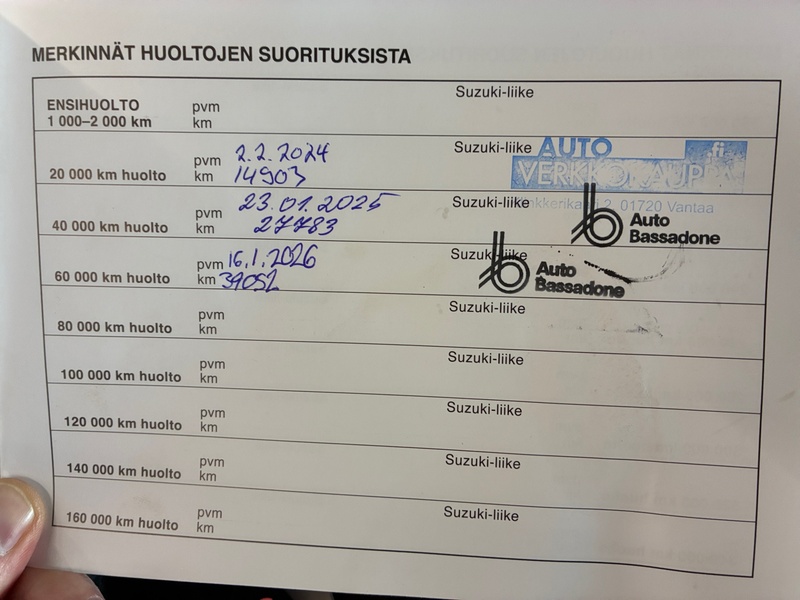 MERKINNÄT HUOLTOJEN SUORITUKSISTA
ENSIHUOLTO pvm Suzuki-liike
1 000–2 000 km km
pvm 2.2.2024 Suzuki-liike AUTO .fi
20 000 km huolto km 14903 VERKKOKAUPPA
pvm 23.01.2025 Suzuki-liike 2, 01720 Vantaa
40 000 km huolto km 27783 Auto
Bassadone
pvm 16.1.2026 Suzuki-liike
60 000 km huolto km 39052 Auto
Bassadone
pvm Suzuki-liike
80 000 km huolto km
pvm Suzuki-liike
100 000 km huolto km
pvm Suzuki-liike
120 000 km huolto km
pvm Suzuki-liike
140 000 km huolto km
pvm Suzuki-liike
160 000 km huolto km